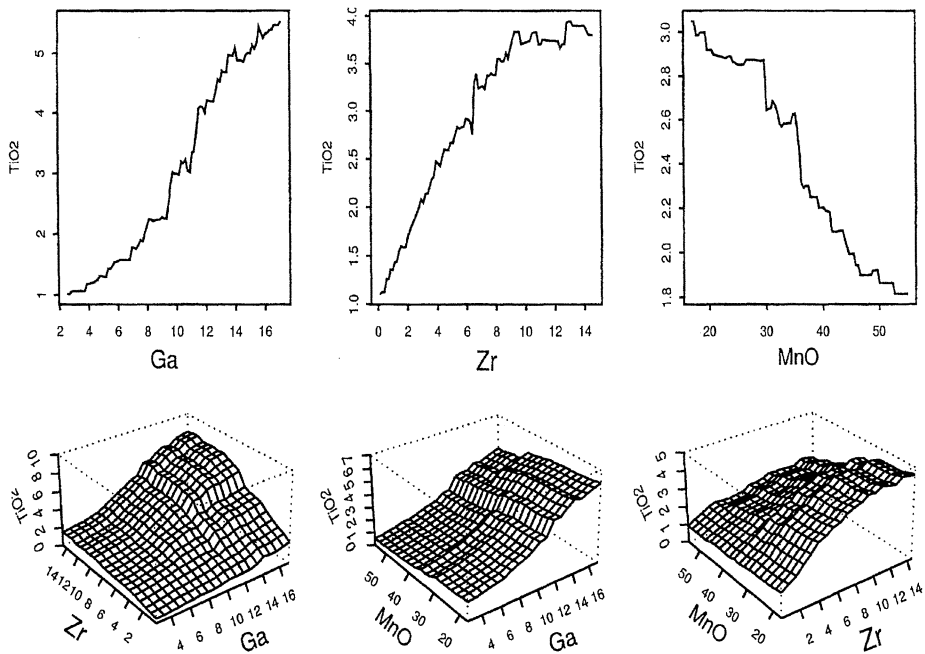 TiO2
1 2 3 4 5
2 4 6 8 10 12 14 16
Ga
TiO2
1.0 1.5 2.0 2.5 3.0 3.5 4.0
0 2 4 6 8 10 12 14
Zr
TiO2
1.8 2.0 2.2 2.4 2.6 2.8 3.0
20 30 40 50
MnO
TiO2
0 2 4 6 8 10
14 12 10 8 6 4 2
Zr
4 6 8 10 12 14 16
Ga
TiO2
0 1 2 3 4 5 6 7
50 40 30 20
MnO
4 6 8 10 12 14 16
Ga
TiO2
0 1 2 3 4 5
50 40 30 20
MnO
2 4 6 8 10 12 14
Zr